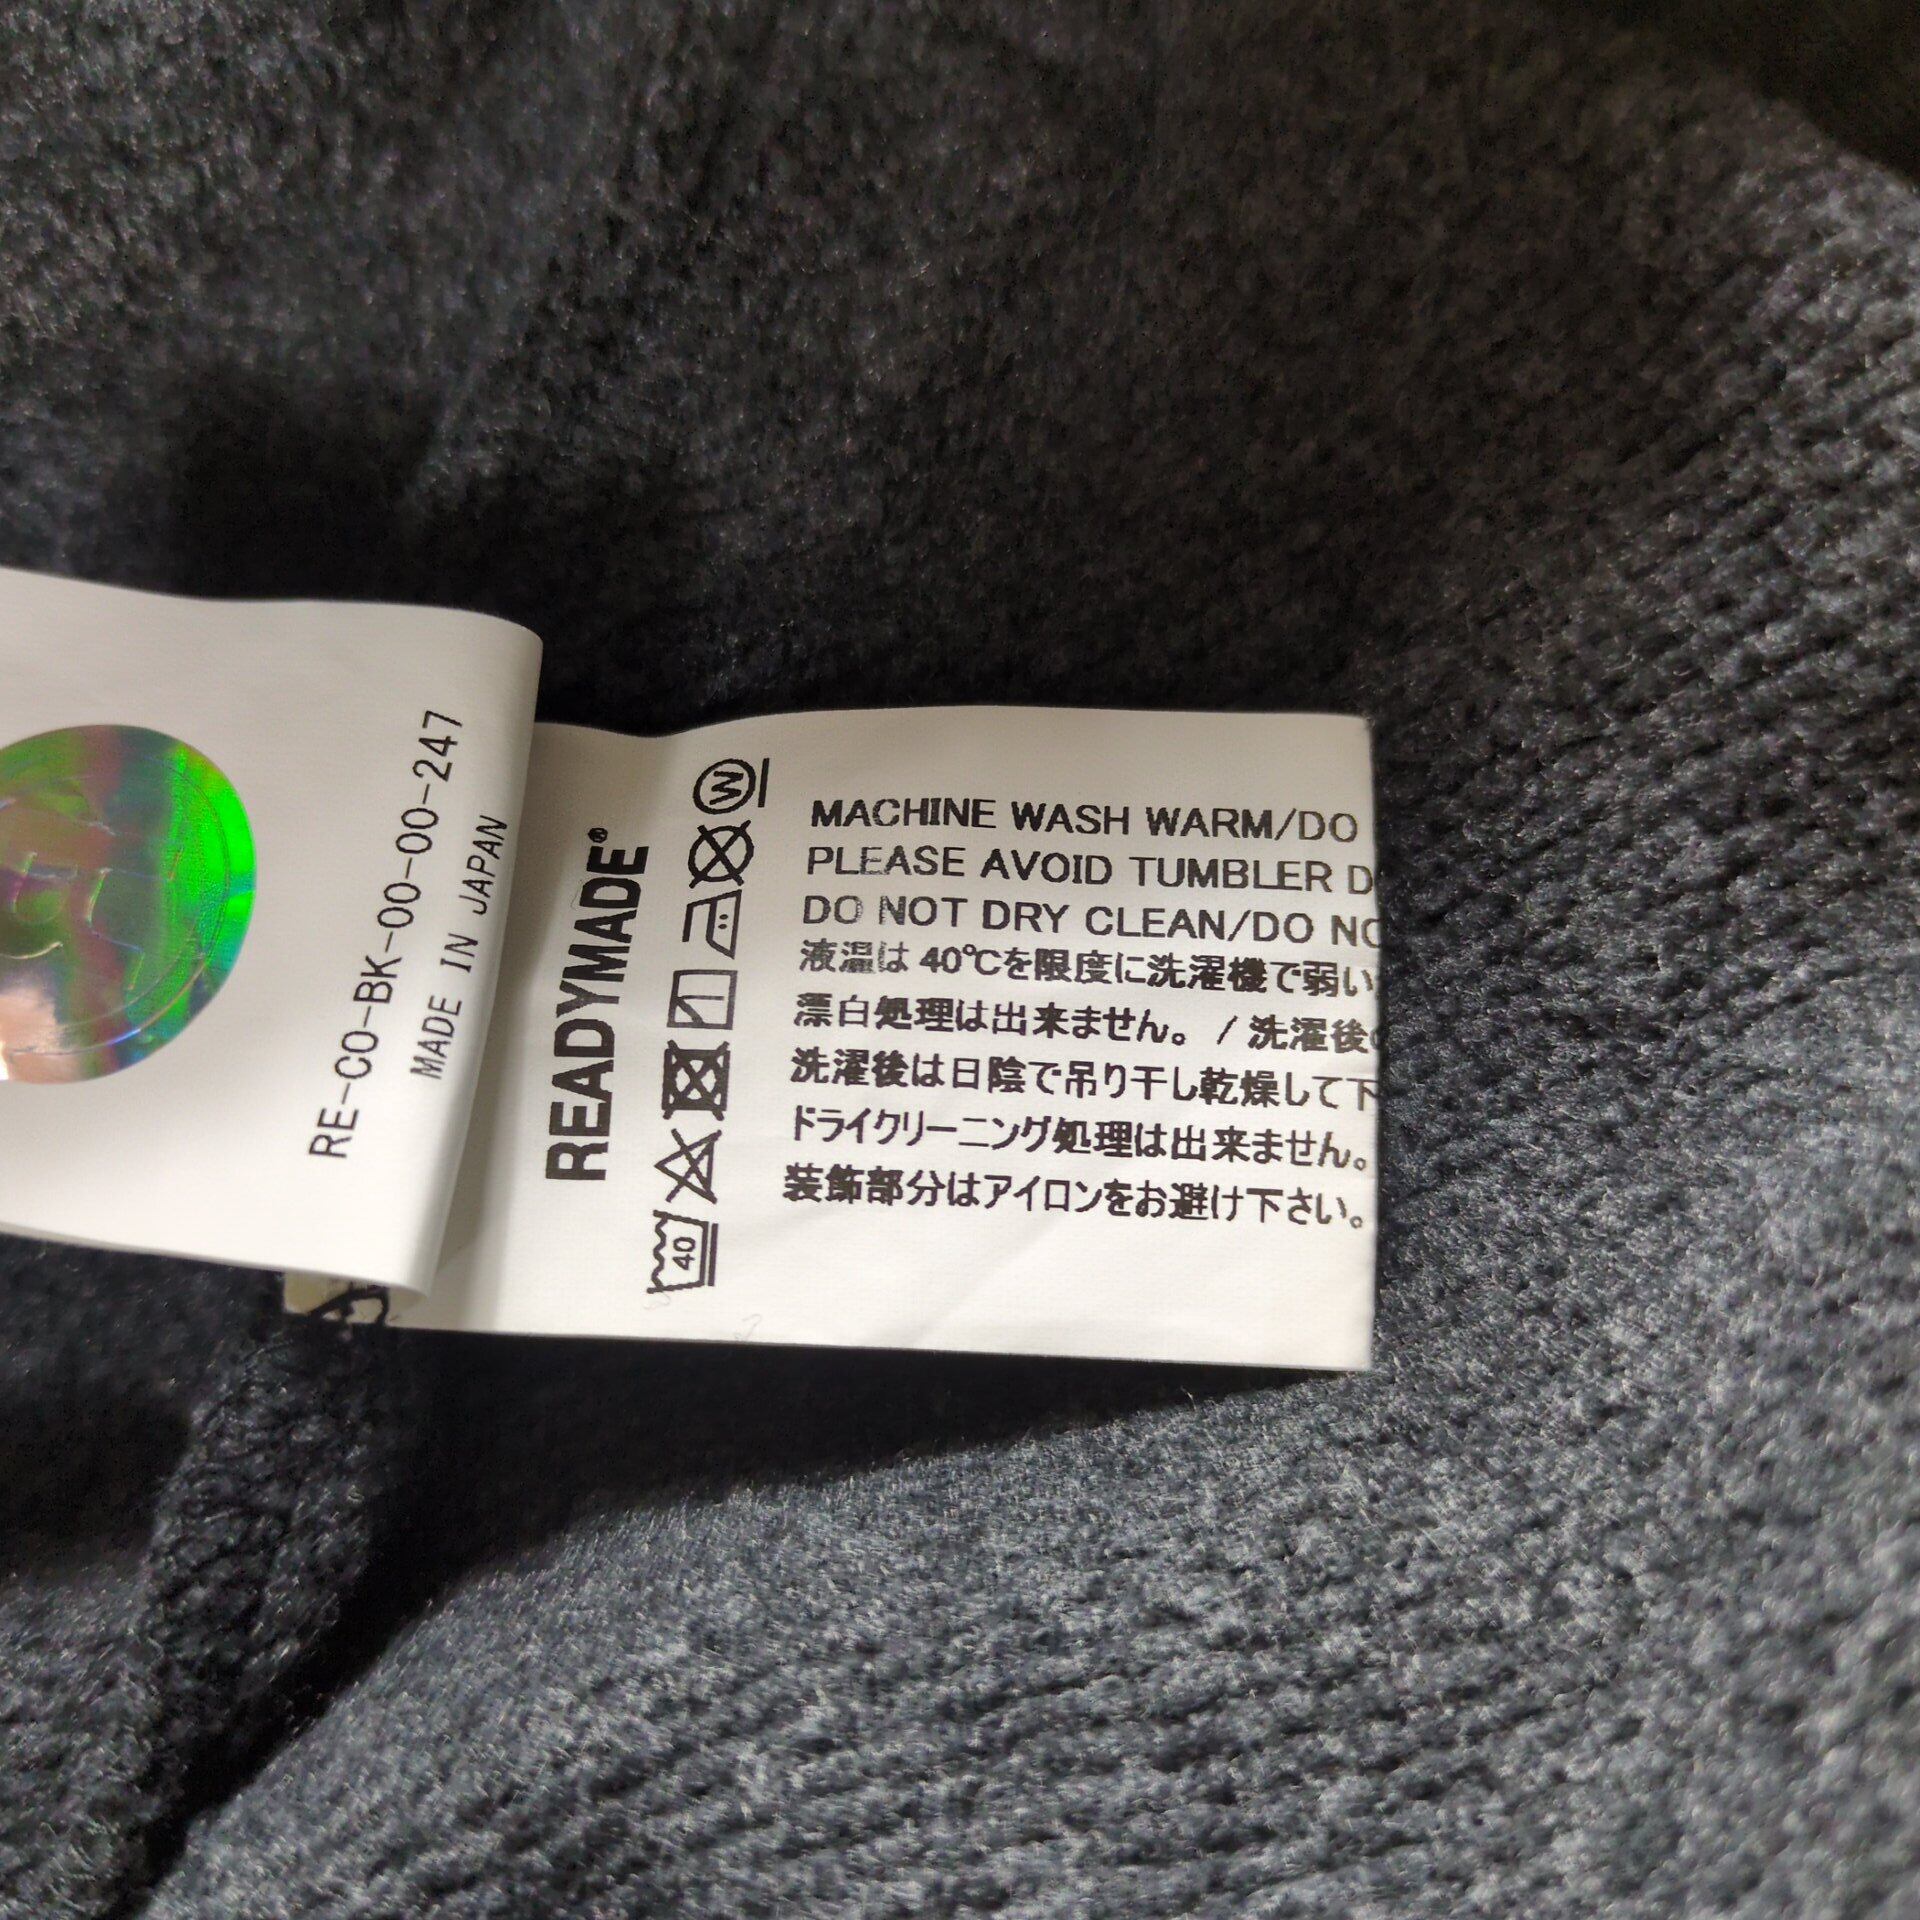 RE-CO-BK-00-00-00-247
MADE IN JAPAN
READYMADE®
W
40
MACHINE WASH WARM/DO
PLEASE AVOID TUMBLER D
DO NOT DRY CLEAN/DO NO
液温は40℃を限度に洗濯機で弱い
漂白処理は出来ません。/洗濯後
洗濯後は日陰で吊り干し乾燥して下
ドライクリーニング処理は出来ません。
装飾部分はアイロンをお避け下さい。